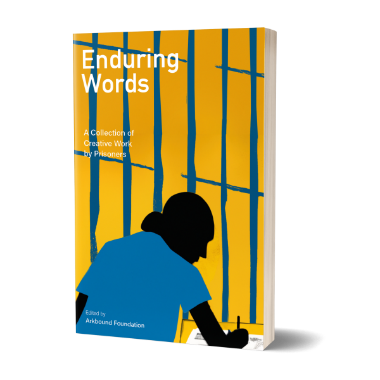 Enduring
Words
A Collection of
Creative Work
by Prisoners
Edited by
Arkbound Foundation